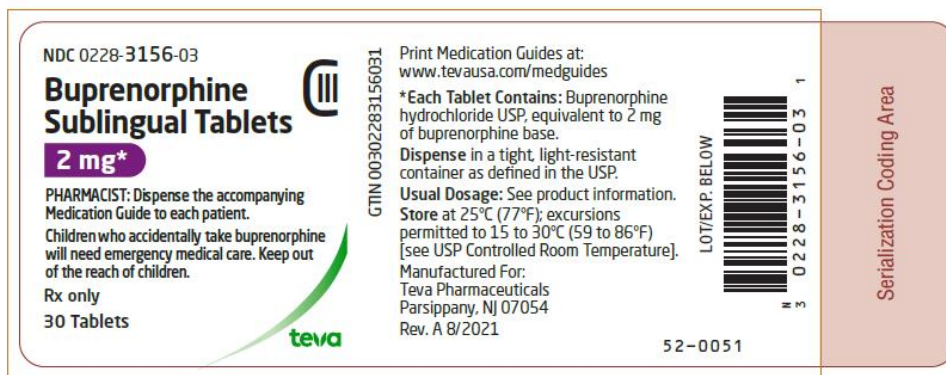 NDC 0228-3156-03
CIII
Buprenorphine
Sublingual Tablets
2 mg*
PHARMACIST: Dispense the accompanying
Medication Guide to each patient.
Children who accidentally take buprenorphine
will need emergency medical care. Keep out
of the reach of children.
Rx only
30 Tablets
teva
GTIN 00302283156031
Print Medication Guides at:
www.tevausa.com/medguides
*Each Tablet Contains: Buprenorphine
hydrochloride USP, equivalent to 2 mg
of buprenorphine base.
Dispense in a tight, light-resistant
container as defined in the USP.
Usual Dosage: See product information.
Store at 25°C (77°F); excursions
permitted to 15 to 30°C (59 to 86°F)
[see USP Controlled Room Temperature].
Manufactured For:
Teva Pharmaceuticals
Parsippany, NJ 07054
Rev. A 8/2021
52-0051
LOT/EXP. BELOW
N
3 0228-3156-03 1
Serialization Coding Area